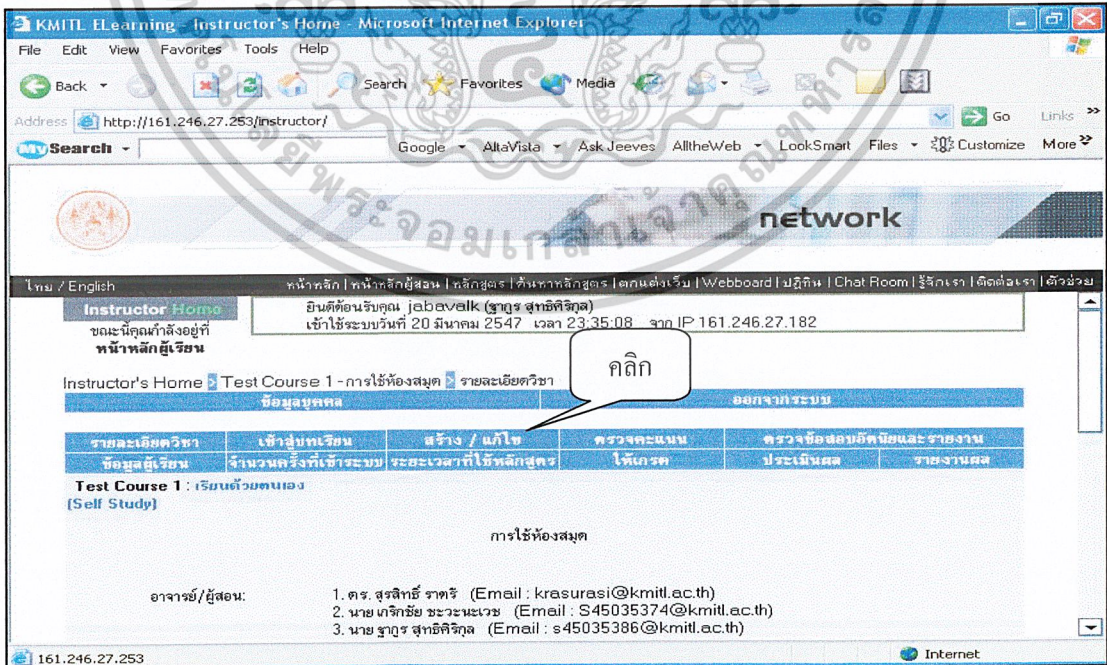 KMITL ELearning - Instructor's Home - Microsoft Internet Explorer
File Edit View Favorites Tools Help
Back Search Favorites Media
Address http://161.246.27.253/instructor/ Go Links »
My Search Google AltaVista Ask Jeeves AlltheWeb LookSmart Files Customize More
พระจอมเกล้าเจ้าคุณทหาร
network
ไทย / English หน้าหลัก | หน้าหลักผู้สอน | หลักสูตร | ค้นหาหลักสูตร | ตกแต่งเว็บ | Webboard | ปฏิทิน | Chat Room | รู้จักเรา | ติดต่อเรา | ตัวช่วย
Instructor Home
ขณะนี้คุณกำลังอยู่ที่
หน้าหลักผู้เรียน
ยินดีต้อนรับคุณ jabavalk (ฐากูร สุทธิศิริกุล)
เข้าใช้ระบบวันที่ 20 มีนาคม 2547 เวลา 23:35:08 จาก IP 161.246.27.182
คลิก
Instructor's Home Test Course 1 - การใช้ห้องสมุด รายละเอียดวิชา
ข้อมูลบุคคล ออกจากระบบ
รายละเอียดวิชา เข้าสู่บทเรียน สร้าง / แก้ไข ตรวจคะแนน ตรวจข้อสอบอัตนัยและรายงาน
ข้อมูลผู้เรียน จำนวนครั้งที่เข้าระบบ ระยะเวลาที่ใช้หลักสูตร ให้เกรด ประเมินผล รายงานผล
Test Course 1 : เรียนด้วยตนเอง
(Self Study)
การใช้ห้องสมุด
อาจารย์/ผู้สอน: 1. ดร. สุรสิทธิ์ ราตรี (Email : krasurasi@kmitl.ac.th)
2. นาย เกริกชัย ชะวะนะเวช (Email : S45035374@kmitl.ac.th)
3. นาย ฐากูร สุทธิศิริกุล (Email : s45035386@kmitl.ac.th)
161.246.27.253 Internet